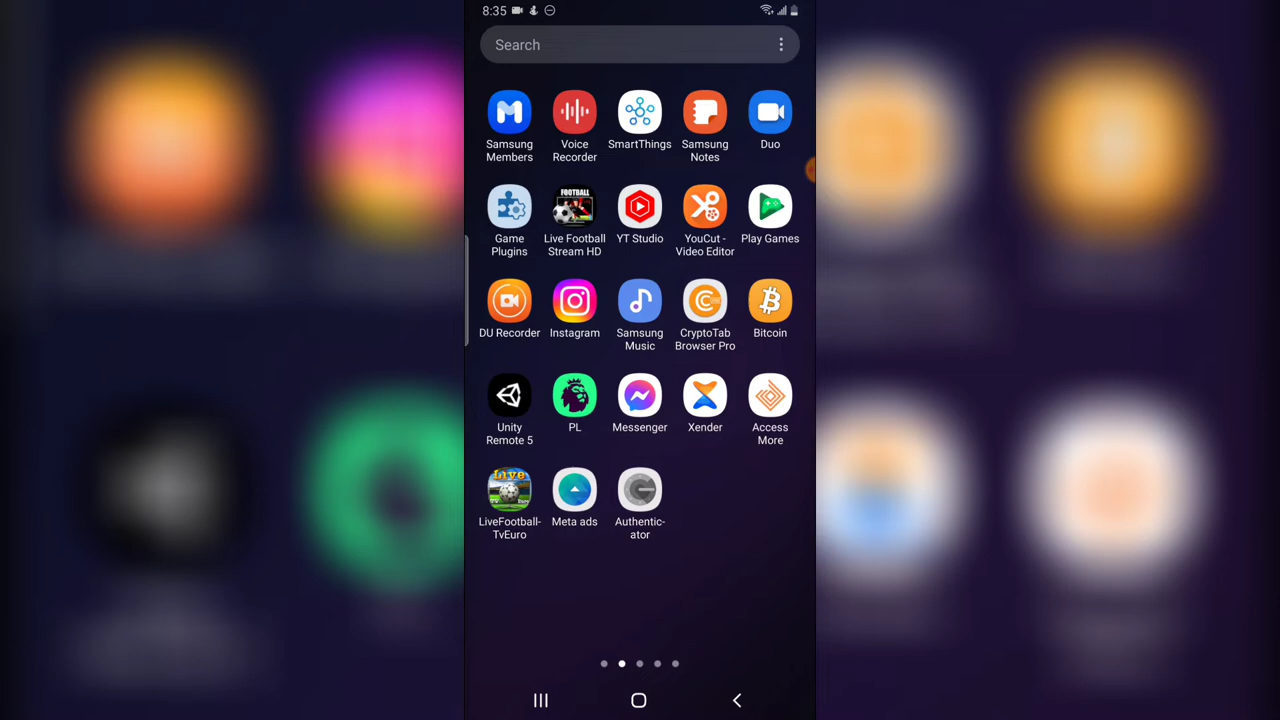 8:35
Search
Samsung Members
Voice Recorder
SmartThings
Samsung Notes
Duo
Game Plugins
FOOTBALL
Live Football Stream HD
YT Studio
YouCut - Video Editor
Play Games
DU Recorder
Instagram
Samsung Music
CryptoTab Browser Pro
Bitcoin
Unity Remote 5
PL
Messenger
Xender
Access More
Live
LiveFootball-TvEuro
Meta ads
Authentic-ator